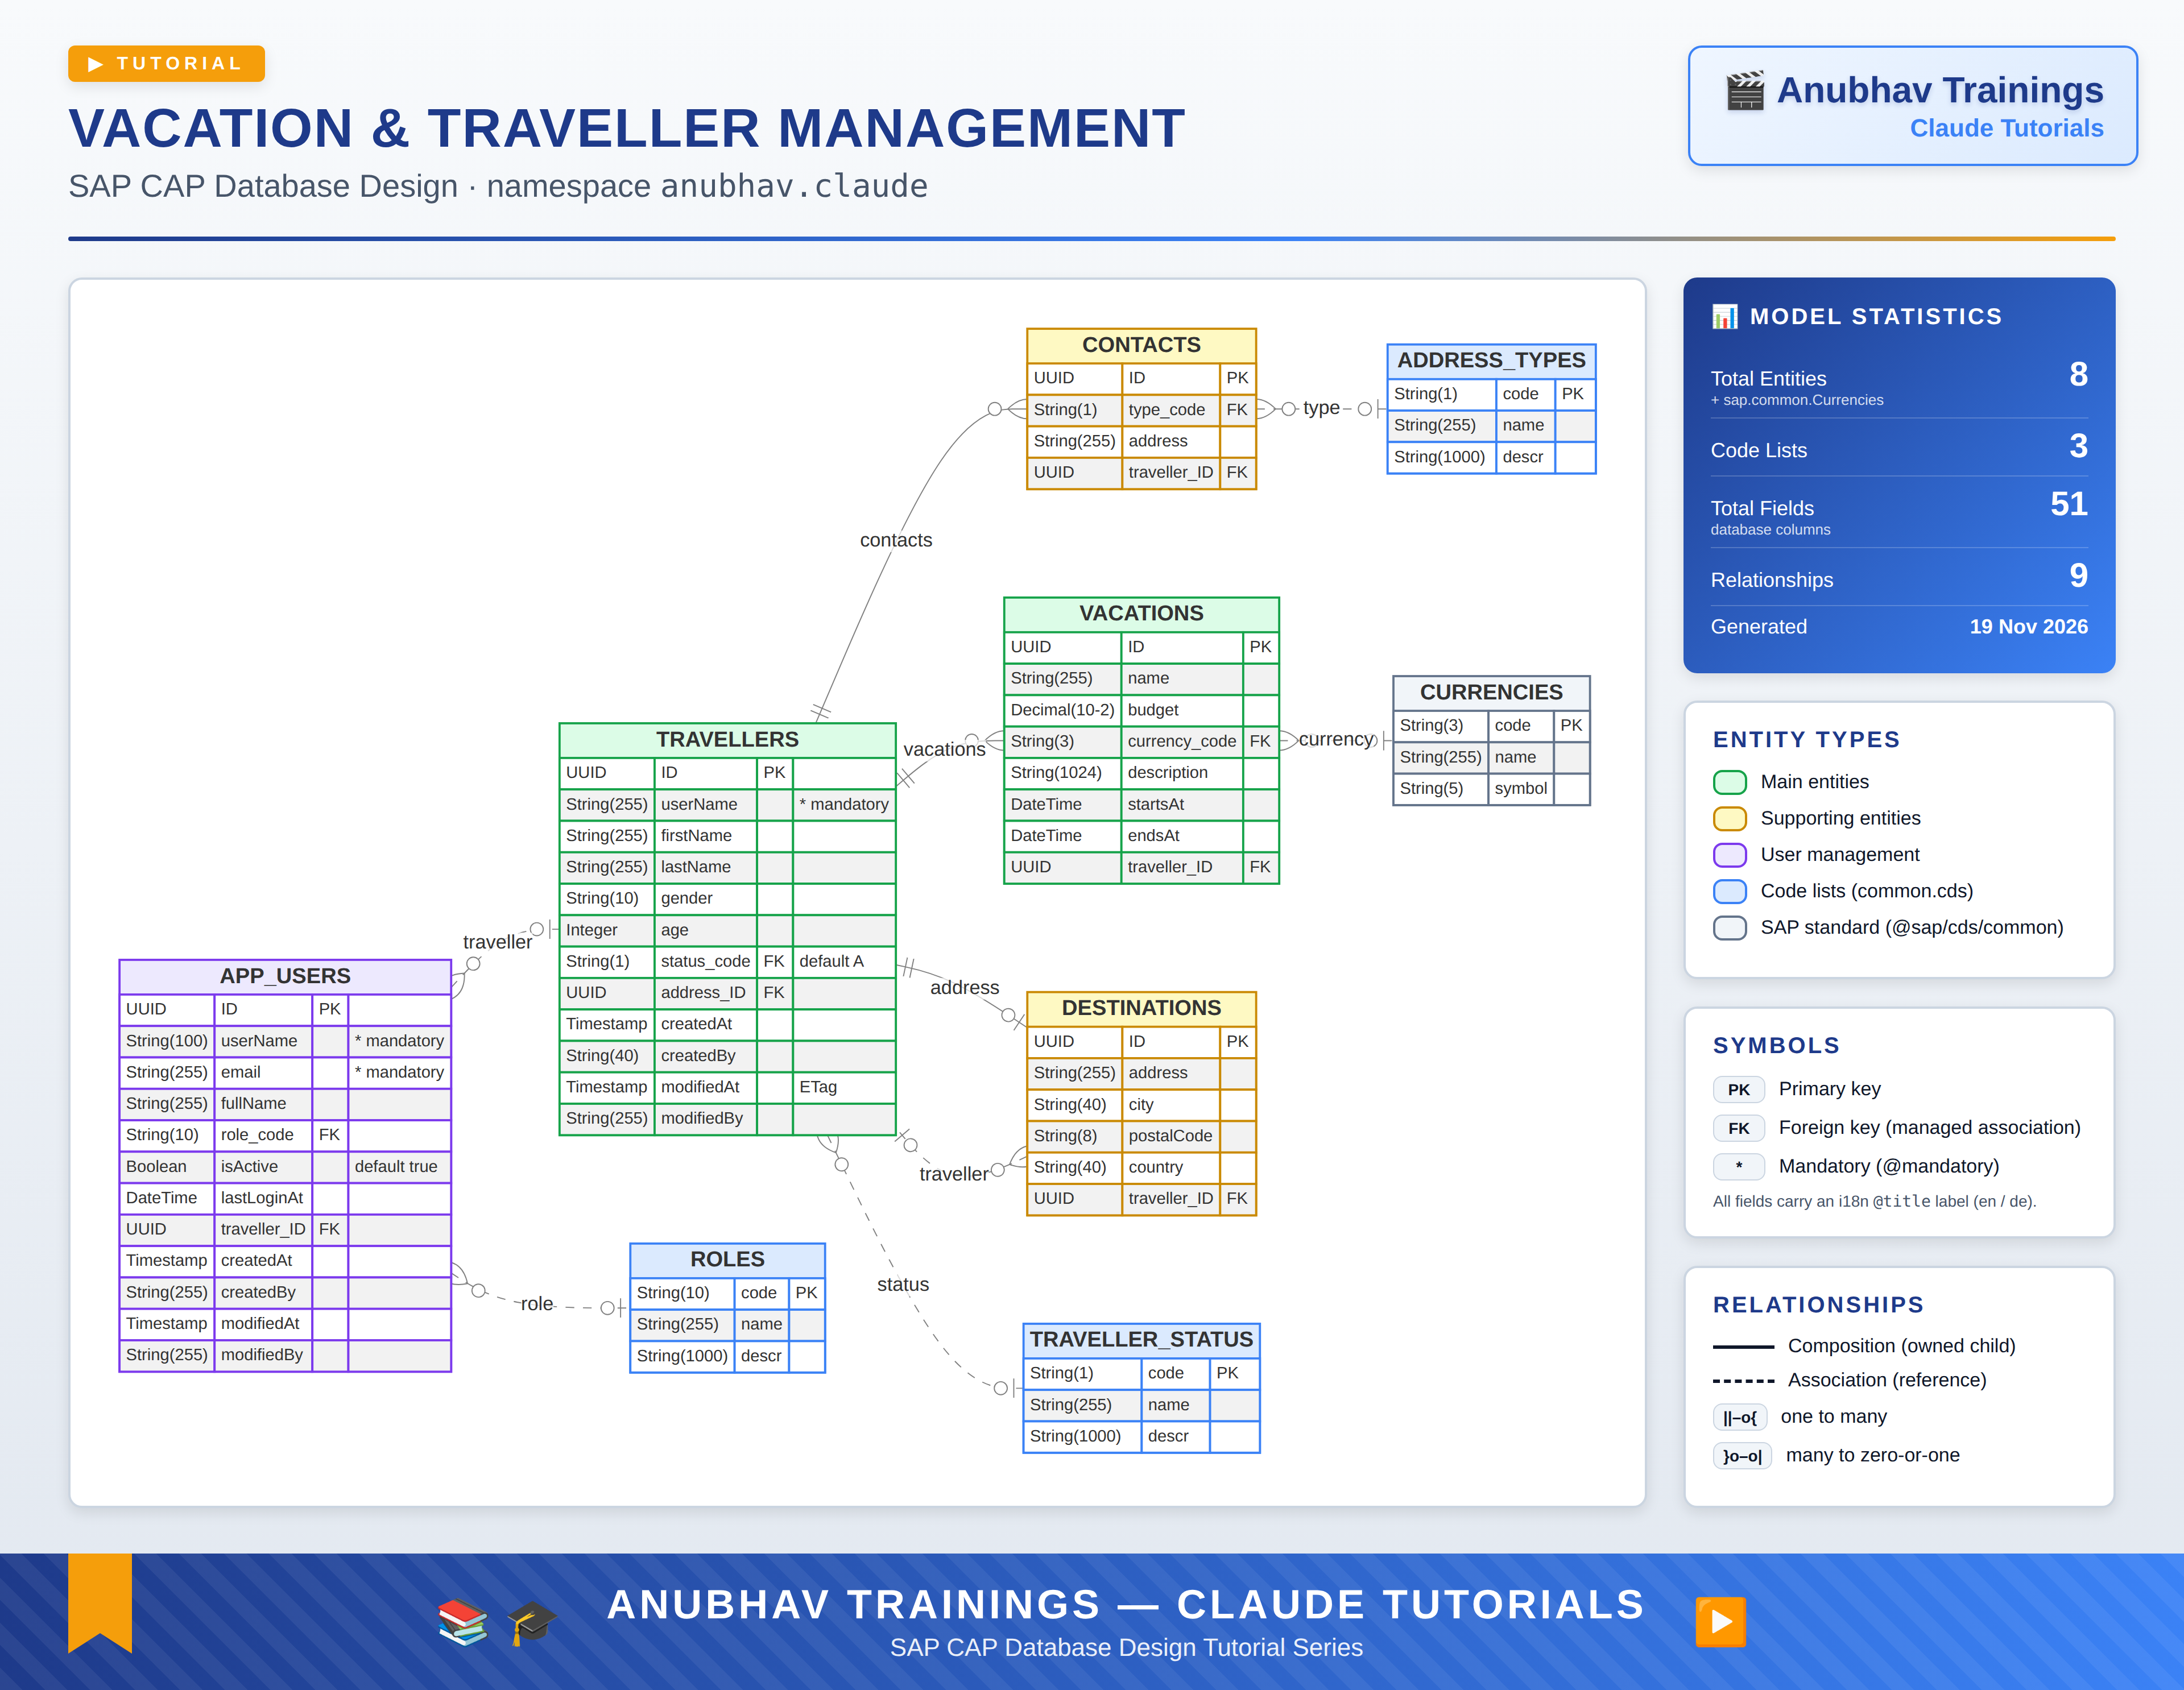 ▶ TUTORIAL
VACATION & TRAVELLER MANAGEMENT
SAP CAP Database Design · namespace anubhav.claude
🎬 Anubhav Trainings
Claude Tutorials
CONTACTS
UUID ID PK
String(1) type_code FK
String(255) address
UUID traveller_ID FK
type
ADDRESS_TYPES
String(1) code PK
String(255) name
String(1000) descr
contacts
VACATIONS
UUID ID PK
String(255) name
Decimal(10-2) budget
String(3) currency_code FK
String(1024) description
DateTime startsAt
DateTime endsAt
UUID traveller_ID FK
currency
CURRENCIES
String(3) code PK
String(255) name
String(5) symbol
vacations
TRAVELLERS
UUID ID PK
String(255) userName * mandatory
String(255) firstName
String(255) lastName
String(10) gender
Integer age
String(1) status_code FK default A
UUID address_ID FK
Timestamp createdAt
String(40) createdBy
Timestamp modifiedAt ETag
String(255) modifiedBy
traveller
address
APP_USERS
UUID ID PK
String(100) userName * mandatory
String(255) email * mandatory
String(255) fullName
String(10) role_code FK
Boolean isActive default true
DateTime lastLoginAt
UUID traveller_ID FK
Timestamp createdAt
String(255) createdBy
Timestamp modifiedAt
String(255) modifiedBy
DESTINATIONS
UUID ID PK
String(255) address
String(40) city
String(8) postalCode
String(40) country
UUID traveller_ID FK
traveller
role
ROLES
String(10) code PK
String(255) name
String(1000) descr
status
TRAVELLER_STATUS
String(1) code PK
String(255) name
String(1000) descr
📊 MODEL STATISTICS
Total Entities 8
+ sap.common.Currencies
Code Lists 3
Total Fields 51
database columns
Relationships 9
Generated 19 Nov 2026
ENTITY TYPES
Main entities
Supporting entities
User management
Code lists (common.cds)
SAP standard (@sap/cds/common)
SYMBOLS
PK Primary key
FK Foreign key (managed association)
* Mandatory (@mandatory)
All fields carry an i18n @title label (en / de).
RELATIONSHIPS
Composition (owned child)
Association (reference)
||–o{ one to many
}o–o| many to zero-or-one
ANUBHAV TRAININGS — CLAUDE TUTORIALS
SAP CAP Database Design Tutorial Series